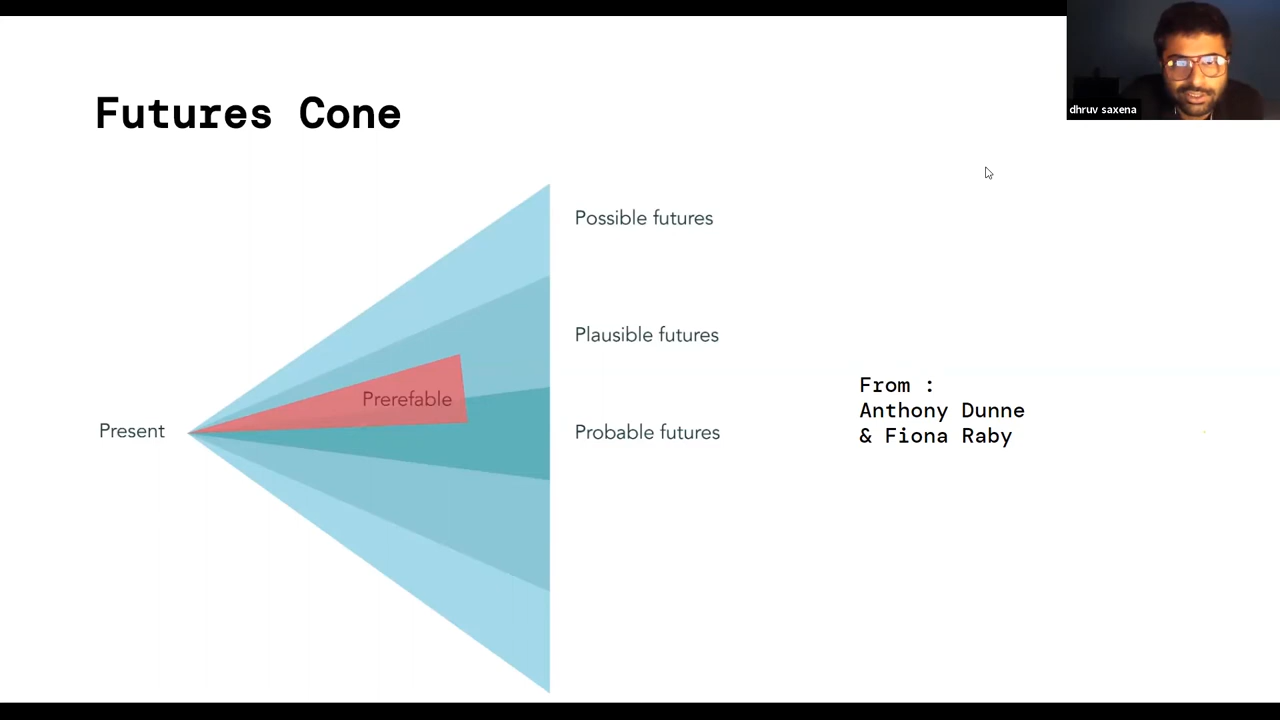 dhruv saxena
Futures Cone
Possible futures
Plausible futures
Prerefable
Present
Probable futures
From :
Anthony Dunne
& Fiona Raby